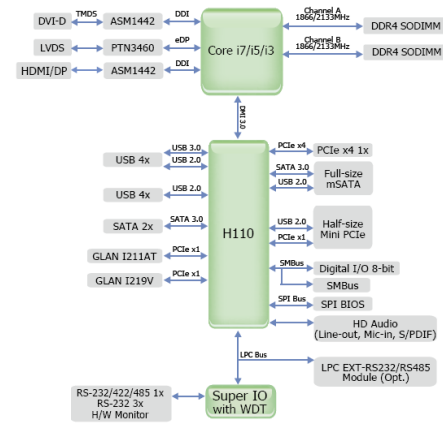 TMDS
DDI
DVI-D
ASM1442
eDP
LVDS
PTN3460
DDI
HDMI/DP
ASM1442
Core i7/i5/i3
Channel A
1866/2133MHz
DDR4 SODIMM
Channel B
1866/2133MHz
DDR4 SODIMM
DMI 3.0
USB 3.0
USB 4x
USB 2.0
USB 2.0
USB 4x
SATA 3.0
SATA 2x
PCIe x1
GLAN I211AT
PCIe x1
GLAN I219V
H110
PCIe x4
PCIe x4 1x
SATA 3.0
Full-size
mSATA
USB 2.0
USB 2.0
Half-size
Mini PCIe
PCIe x1
SMBus
Digital I/O 8-bit
SMBus
SPI Bus
SPI BIOS
HD Audio
(Line-out, Mic-in, S/PDIF)
LPC Bus
LPC EXT-RS232/RS485
Module (Opt.)
RS-232/422/485 1x
RS-232 3x
H/W Monitor
Super IO
with WDT